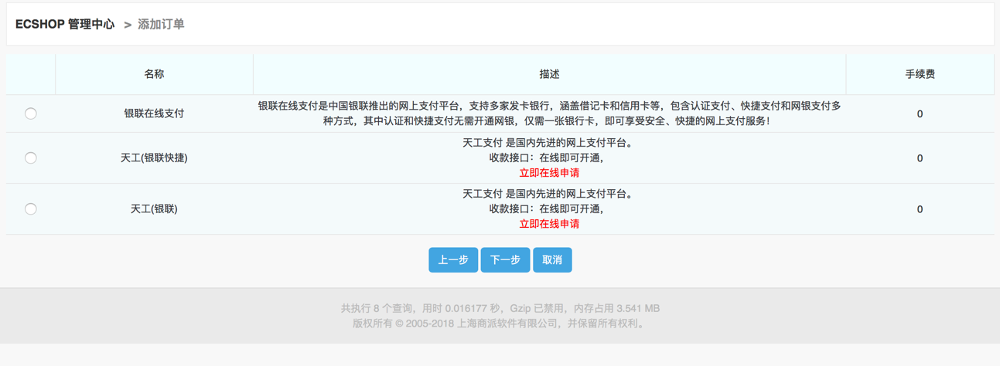 ECSHOP 管理中心 > 添加订单
名称 描述 手续费
银联在线支付是中国银联推出的网上支付平台，支持多家发卡银行，涵盖借记卡和信用卡等，包含认证支付、快捷支付和网银支付多
银联在线支付 0
种方式，其中认证和快捷支付无需开通网银，仅需一张银行卡，即可享受安全、快捷的网上支付服务！
天工支付 是国内先进的网上支付平台。
天工(银联快捷) 收款接口：在线即可开通， 0
立即在线申请
天工支付 是国内先进的网上支付平台。
天工(银联) 收款接口：在线即可开通， 0
立即在线申请
上一步 下一步 取消
共执行 8 个查询，用时 0.016177 秒，Gzip 已禁用，内存占用 3.541 MB
版权所有 © 2005-2018 上海商派软件有限公司，并保留所有权利。